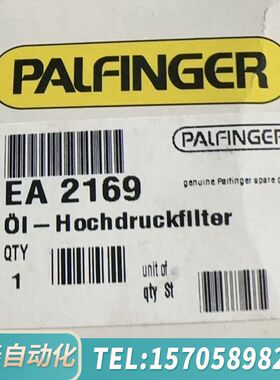 PALFINGER
PALFINGER
genuine Palfinger spare p
EA 2169
Öl-Hochdruckfilter
QTY
1
unit of
qty St
自动化
TEL:157058982